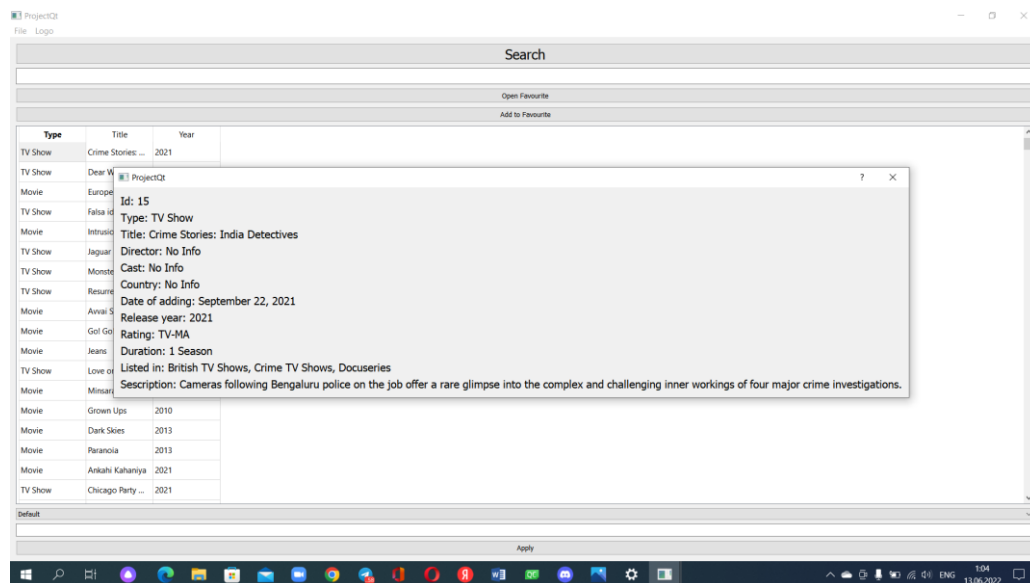 ProjectQt
File Logo
Search
Open Favourite
Add to Favourite
Type Title Year
TV Show Crime Stories: ... 2021
TV Show Dear W
Movie Europe
TV Show Falsa id
Movie Intrusio
TV Show Jaguar
TV Show Monste
TV Show Resurre
Movie Avvai S
Movie Go! Go
Movie Jeans
TV Show Love o
Movie Minsar
Movie Grown Ups 2010
Movie Dark Skies 2013
Movie Paranoia 2013
Movie Ankahi Kahaniya 2021
TV Show Chicago Party ... 2021
ProjectQt
Id: 15
Type: TV Show
Title: Crime Stories: India Detectives
Director: No Info
Cast: No Info
Country: No Info
Date of adding: September 22, 2021
Release year: 2021
Rating: TV-MA
Duration: 1 Season
Listed in: British TV Shows, Crime TV Shows, Docuseries
Sescription: Cameras following Bengaluru police on the job offer a rare glimpse into the complex and challenging inner workings of four major crime investigations.
Default
Apply
ENG
1:04
13.06.2022